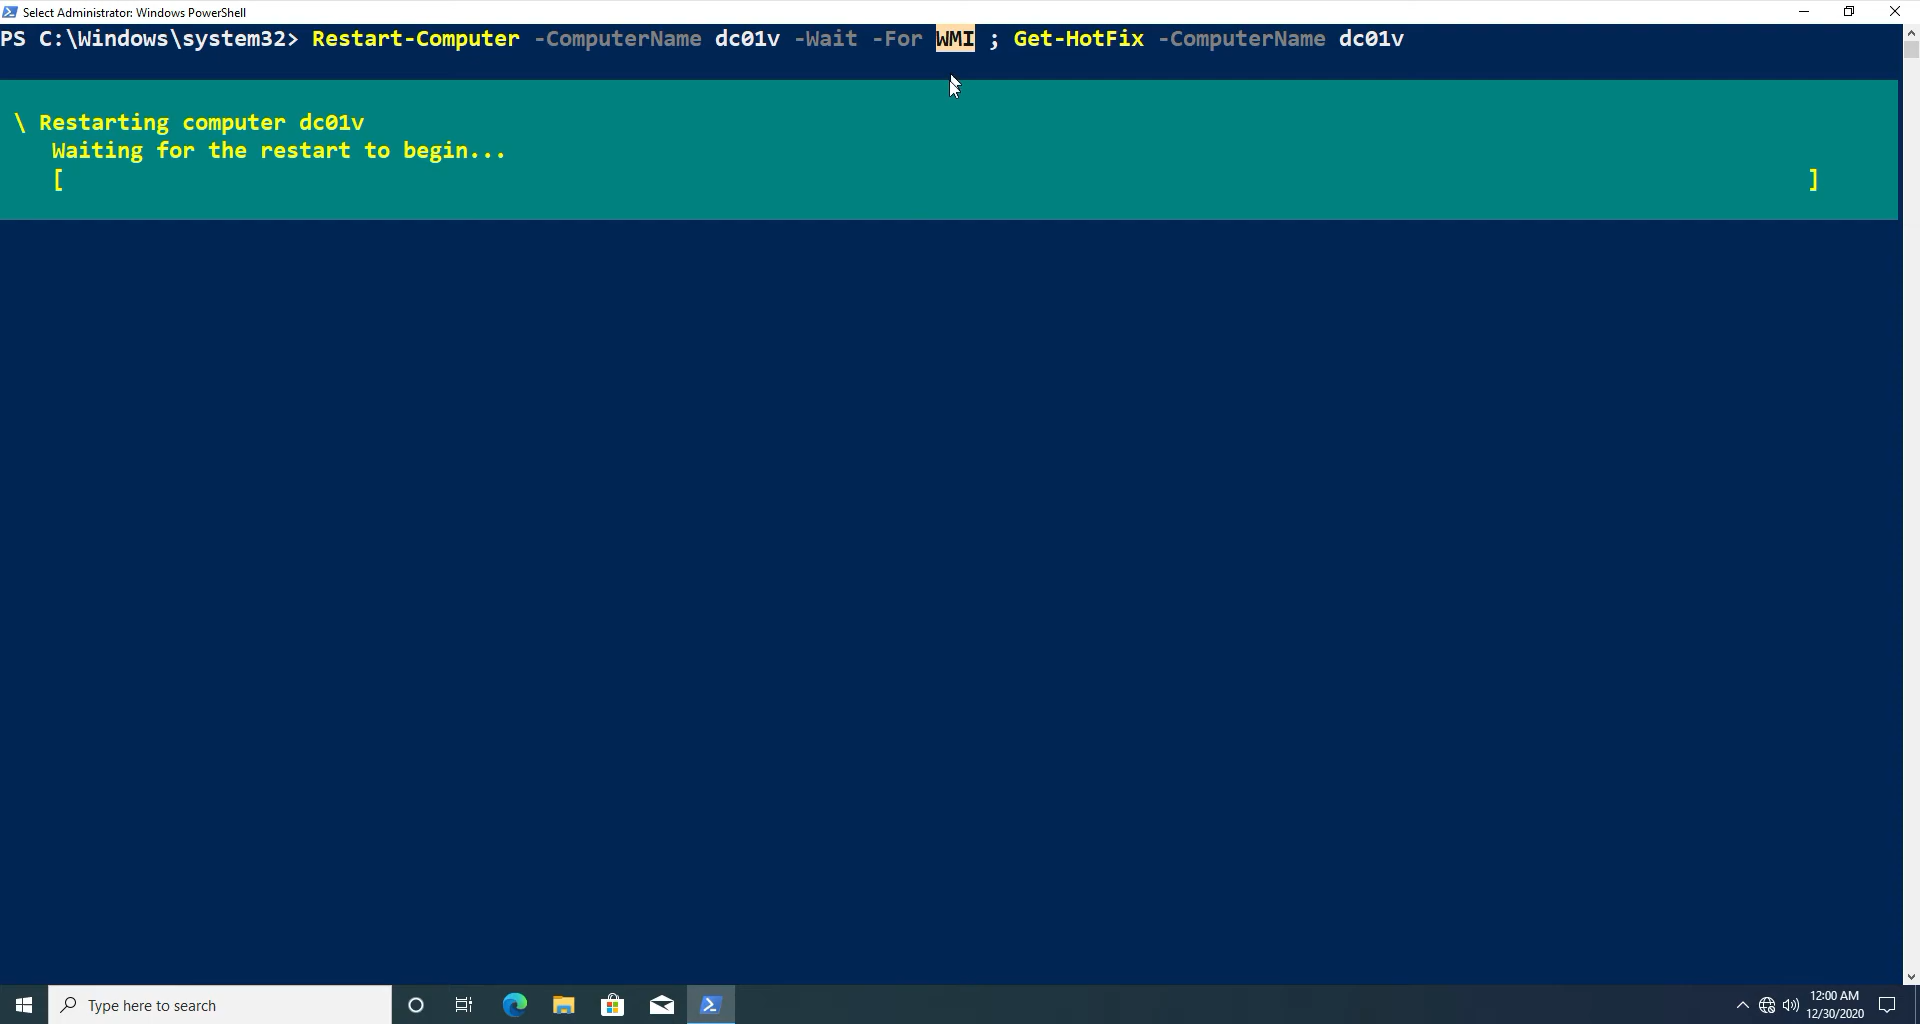 Select Administrator: Windows PowerShell
PS C:\Windows\system32> Restart-Computer -ComputerName dc01v -Wait -For WMI ; Get-HotFix -ComputerName dc01v
\ Restarting computer dc01v
Waiting for the restart to begin...
[ ]
Type here to search
12:00 AM
12/30/2020